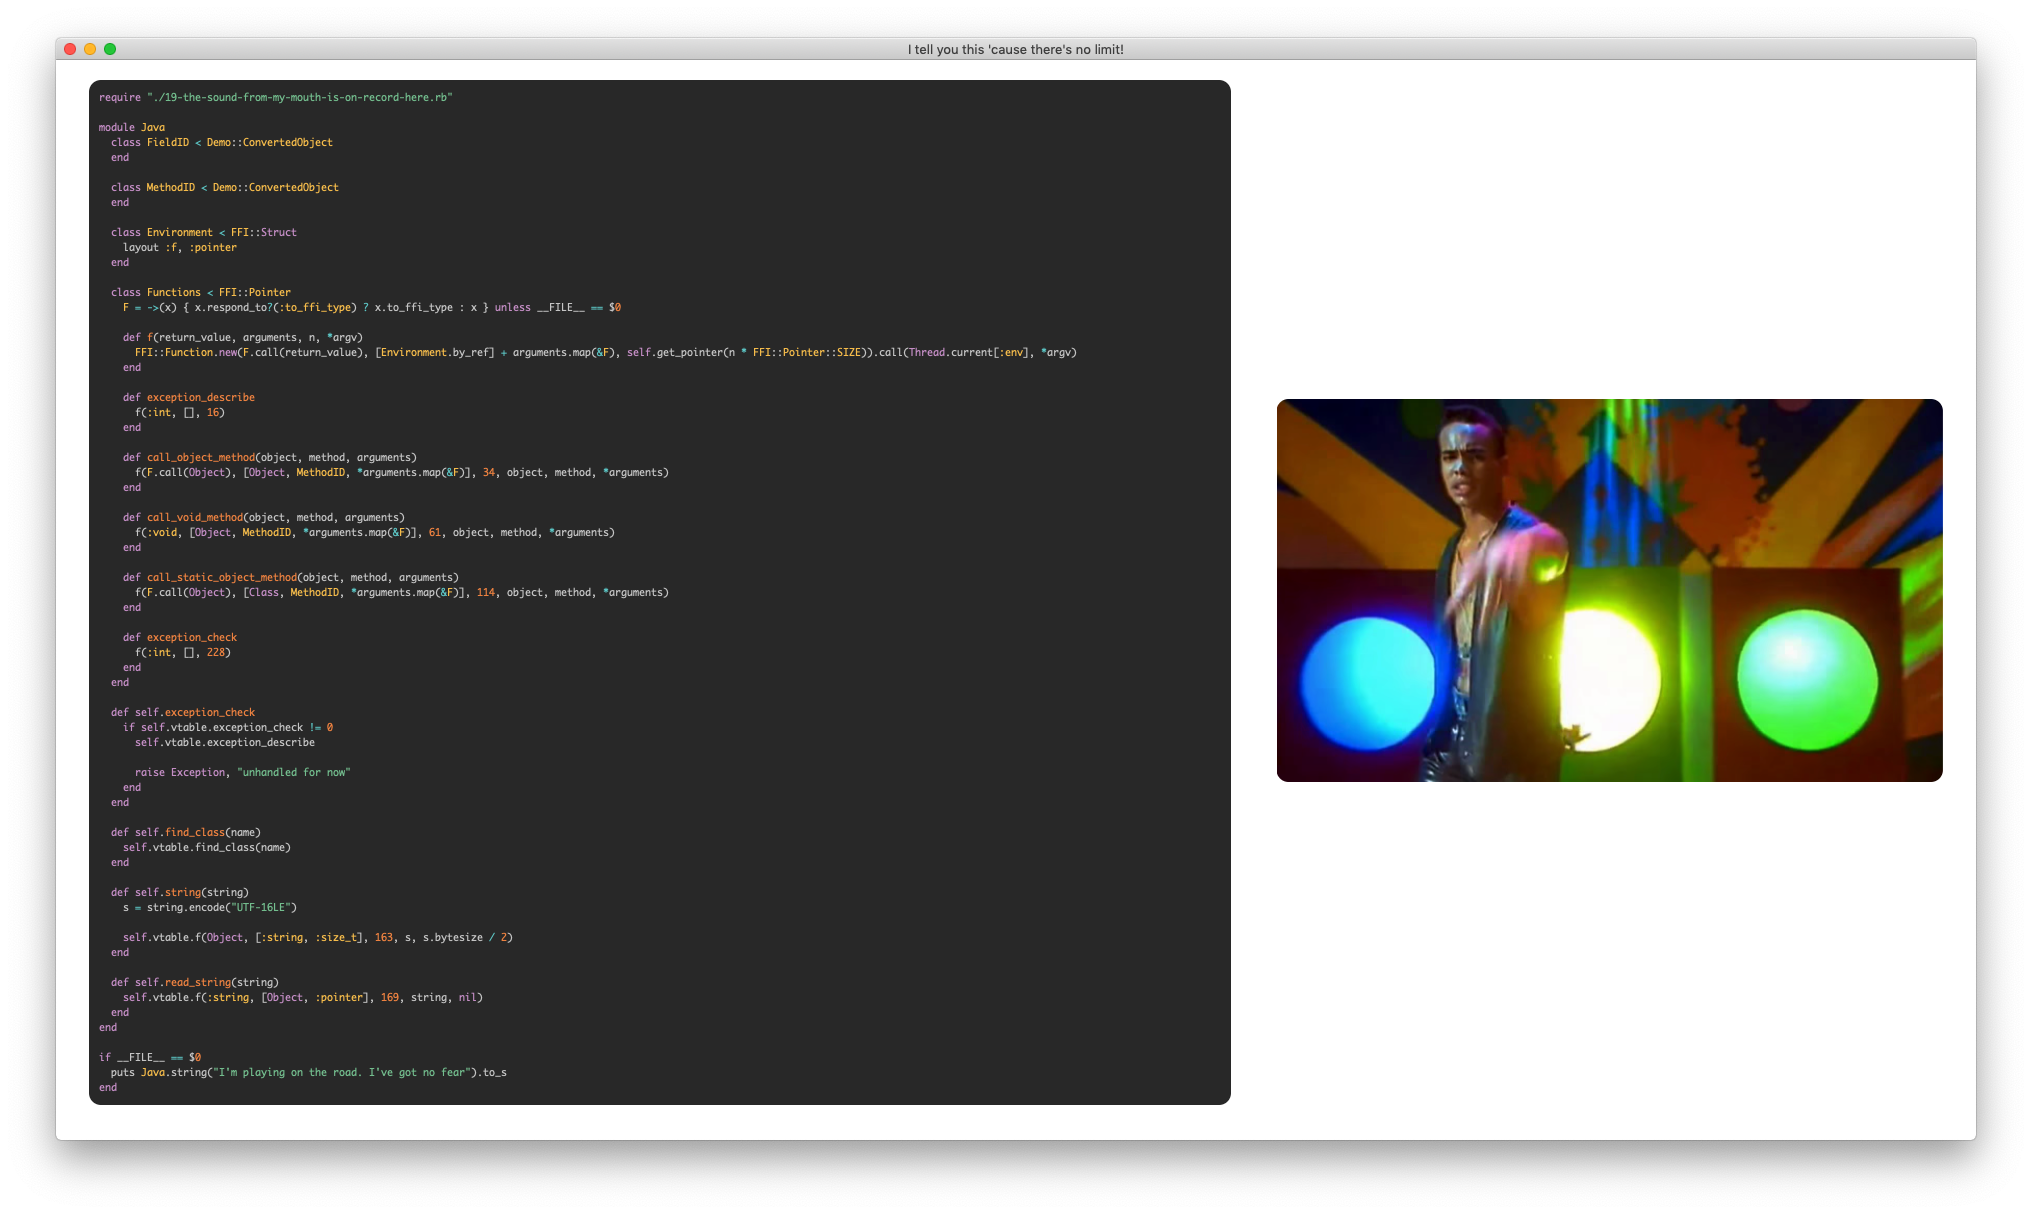 I tell you this 'cause there's no limit!
require "./19-the-sound-from-my-mouth-is-on-record-here.rb"
module Java
  class FieldID < Demo::ConvertedObject
  end
  class MethodID < Demo::ConvertedObject
  end
  class Environment < FFI::Struct
    layout :f, :pointer
  end
  class Functions < FFI::Pointer
    F = ->(x) { x.respond_to?(:to_ffi_type) ? x.to_ffi_type : x } unless __FILE__ == $0
    def f(return_value, arguments, n, *argv)
      FFI::Function.new(F.call(return_value), [Environment.by_ref] + arguments.map(&F), self.get_pointer(n * FFI::Pointer::SIZE)).call(Thread.current[:env], *argv)
    end
    def exception_describe
      f(:int, [], 16)
    end
    def call_object_method(object, method, arguments)
      f(F.call(Object), [Object, MethodID, *arguments.map(&F)], 34, object, method, *arguments)
    end
    def call_void_method(object, method, arguments)
      f(:void, [Object, MethodID, *arguments.map(&F)], 61, object, method, *arguments)
    end
    def call_static_object_method(object, method, arguments)
      f(F.call(Object), [Class, MethodID, *arguments.map(&F)], 114, object, method, *arguments)
    end
    def exception_check
      f(:int, [], 228)
    end
  end
  def self.exception_check
    if self.vtable.exception_check != 0
      self.vtable.exception_describe
      raise Exception, "unhandled for now"
    end
  end
  def self.find_class(name)
    self.vtable.find_class(name)
  end
  def self.string(string)
    s = string.encode("UTF-16LE")
    self.vtable.f(Object, [:string, :size_t], 163, s, s.bytesize / 2)
  end
  def self.read_string(string)
    self.vtable.f(:string, [Object, :pointer], 169, string, nil)
  end
end
if __FILE__ == $0
  puts Java.string("I'm playing on the road. I've got no fear").to_s
end